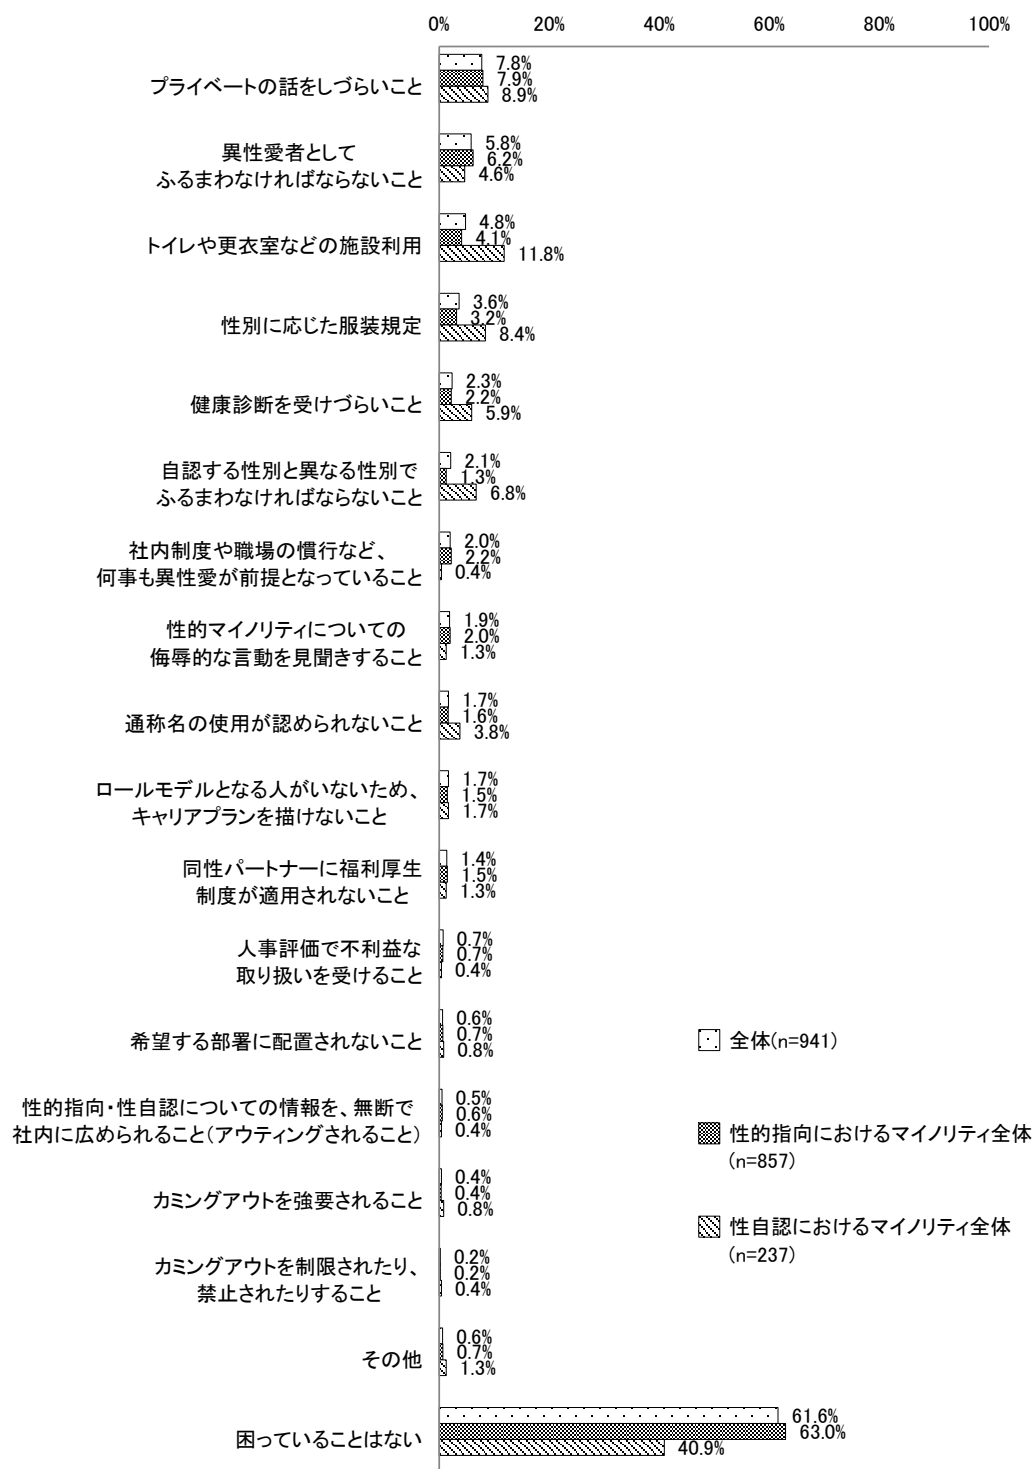 0% 20% 40% 60% 80% 100%
プライベートの話をしづらいこと
7.8%
7.9%
8.9%
異性愛者として
ふるまわなければならないこと
5.8%
6.2%
4.6%
トイレや更衣室などの施設利用
4.8%
4.1%
11.8%
性別に応じた服装規定
3.6%
3.2%
8.4%
健康診断を受けづらいこと
2.3%
2.2%
5.9%
自認する性別と異なる性別で
ふるまわなければならないこと
2.1%
1.3%
6.8%
社内制度や職場の慣行など、
何事も異性愛が前提となっていること
2.0%
2.2%
0.4%
性的マイノリティについての
侮辱的な言動を見聞きすること
1.9%
2.0%
1.3%
通称名の使用が認められないこと
1.7%
1.6%
3.8%
ロールモデルとなる人がいないため、
キャリアプランを描けないこと
1.7%
1.5%
1.7%
同性パートナーに福利厚生
制度が適用されないこと
1.4%
1.5%
1.3%
人事評価で不利益な
取り扱いを受けること
0.7%
0.7%
0.4%
希望する部署に配置されないこと
0.6%
0.7%
0.8%
性的指向・性自認についての情報を、無断で
社内に広められること(アウティングされること)
0.5%
0.6%
0.4%
カミングアウトを強要されること
0.4%
0.4%
0.8%
カミングアウトを制限されたり、
禁止されたりすること
0.2%
0.2%
0.4%
その他
0.6%
0.7%
1.3%
困っていることはない
61.6%
63.0%
40.9%
全体(n=941)
性的指向におけるマイノリティ全体
(n=857)
性自認におけるマイノリティ全体
(n=237)